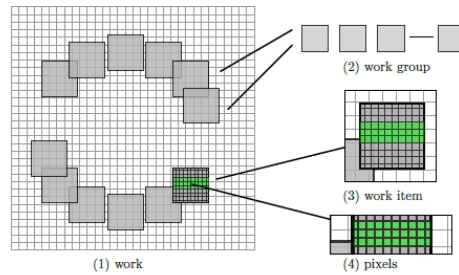 (2) work group
(3) work item
(1) work
(4) pixels